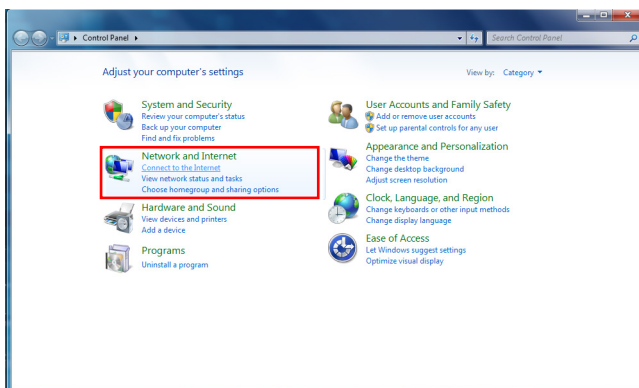 Control Panel
Search Control Panel
Adjust your computer's settings
View by: Category
System and Security
Review your computer's status
Back up your computer
Find and fix problems
Network and Internet
Connect to the Internet
View network status and tasks
Choose homegroup and sharing options
Hardware and Sound
View devices and printers
Add a device
Programs
Uninstall a program
User Accounts and Family Safety
Add or remove user accounts
Set up parental controls for any user
Appearance and Personalization
Change the theme
Change desktop background
Adjust screen resolution
Clock, Language, and Region
Change keyboards or other input methods
Change display language
Ease of Access
Let Windows suggest settings
Optimize visual display